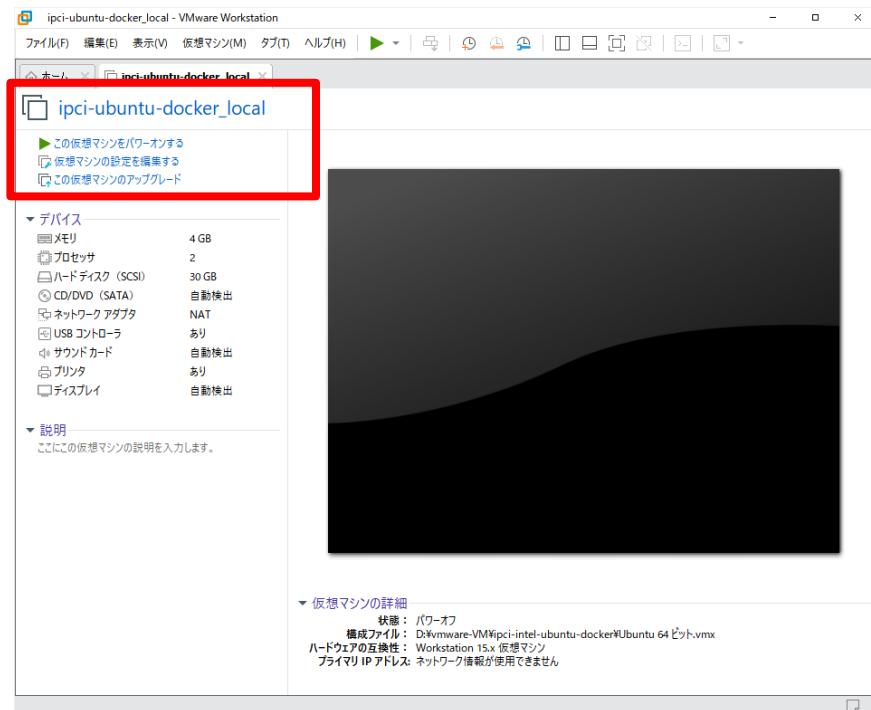 ipci-ubuntu-docker_local - VMware Workstation
ファイル(F) 編集(E) 表示(V) 仮想マシン(M) タブ(T) ヘルプ(H)
ホーム ipci-ubuntu-docker_local
ipci-ubuntu-docker_local
この仮想マシンをパワーオンする
仮想マシンの設定を編集する
この仮想マシンのアップグレード
デバイス
メモリ 4 GB
プロセッサ 2
ハード ディスク (SCSI) 30 GB
CD/DVD (SATA) 自動検出
ネットワーク アダプタ NAT
USB コントローラ あり
サウンド カード 自動検出
プリンタ あり
ディスプレイ 自動検出
説明
ここにこの仮想マシンの説明を入力します。
仮想マシンの詳細
状態： パワーオフ
構成ファイル： D:¥vmware-VM¥ipci-intel-ubuntu-docker¥Ubuntu 64 ビット.vmx
ハードウェアの互換性： Workstation 15.x 仮想マシン
プライマリ IP アドレス: ネットワーク情報が使用できません